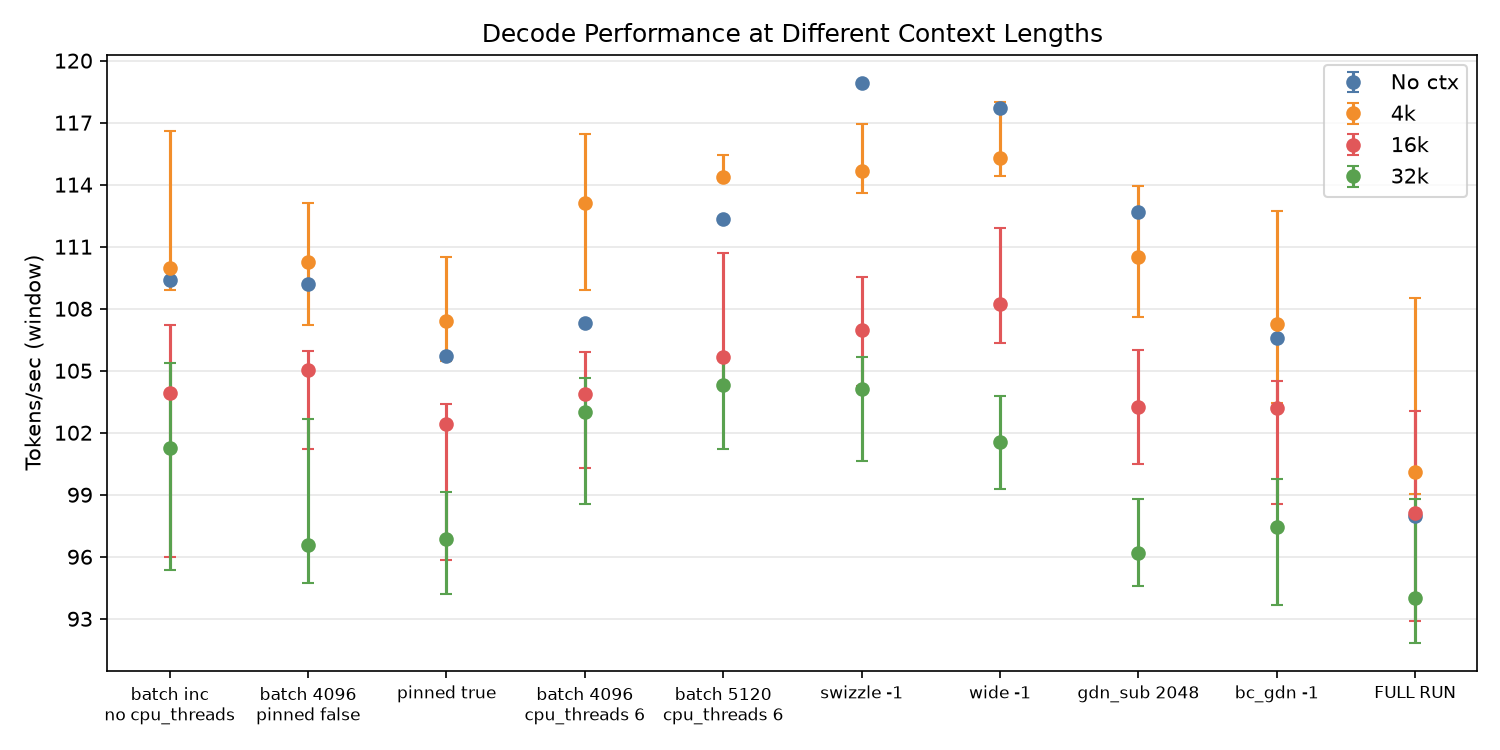 Decode Performance at Different Context Lengths
Tokens/sec (window)
120
117
114
111
108
105
102
99
96
93
No ctx
4k
16k
32k
batch inc
no cpu_threads
batch 4096
pinned false
pinned true
batch 4096
cpu_threads 6
batch 5120
cpu_threads 6
swizzle -1
wide -1
gdn_sub 2048
bc_gdn -1
FULL RUN